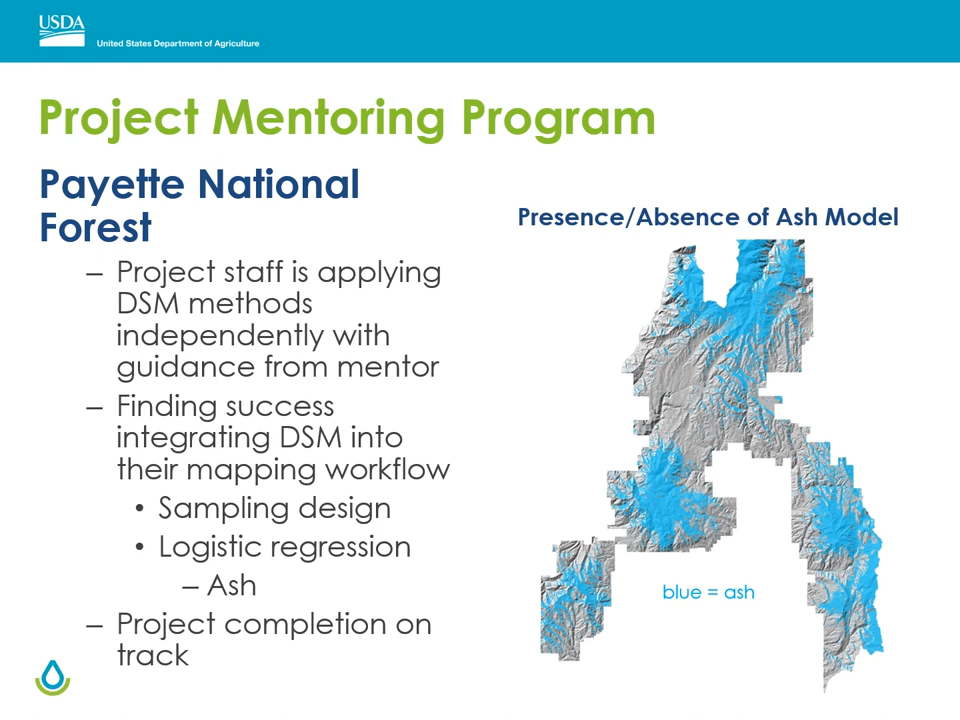 USDA
United States Department of Agriculture
Project Mentoring Program
Payette National
Forest
– Project staff is applying
DSM methods
independently with
guidance from mentor
– Finding success
integrating DSM into
their mapping workflow
• Sampling design
• Logistic regression
– Ash
– Project completion on
track
Presence/Absence of Ash Model
blue = ash